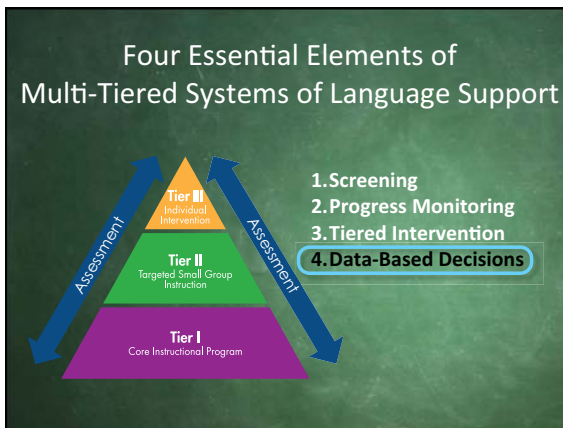 Four Essential Elements of
Multi-Tiered Systems of Language Support
Assessment
Tier III
Individual
Intervention
Tier II
Targeted Small Group
Instruction
Tier I
Core Instructional Program
Assessment
1.Screening
2.Progress Monitoring
3.Tiered Intervention
4.Data-Based Decisions